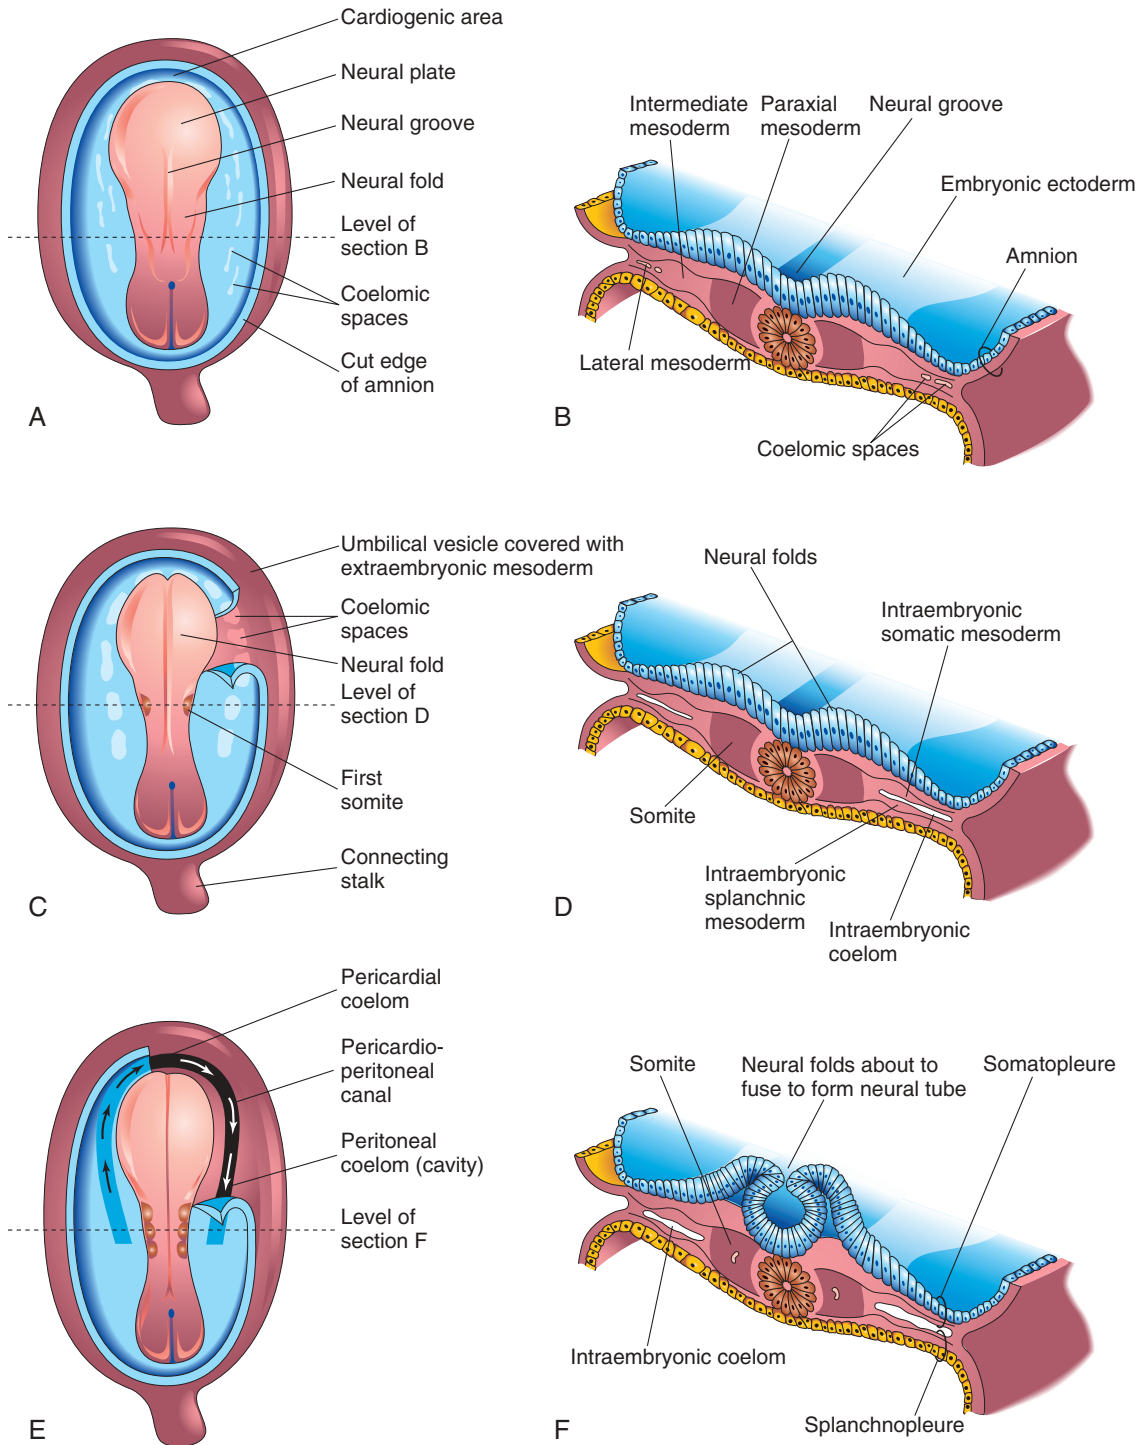 Cardiogenic area
Neural plate
Neural groove
Neural fold
Level of
section B
Coelomic
spaces
Cut edge
of amnion
A
Intermediate
mesoderm
Paraxial
mesoderm
Neural groove
Embryonic ectoderm
Amnion
Lateral mesoderm
Coelomic spaces
B
Umbilical vesicle covered with
extraembryonic mesoderm
Coelomic
spaces
Neural fold
Level of
section D
First
somite
Connecting
stalk
C
Neural folds
Intraembryonic
somatic mesoderm
Somite
Intraembryonic
splanchnic
mesoderm
Intraembryonic
coelom
D
Pericardial
coelom
Pericardio-
peritoneal
canal
Peritoneal
coelom (cavity)
Level of
section F
E
Somite
Neural folds about to
fuse to form neural tube
Somatopleure
Intraembryonic coelom
Splanchnopleure
F